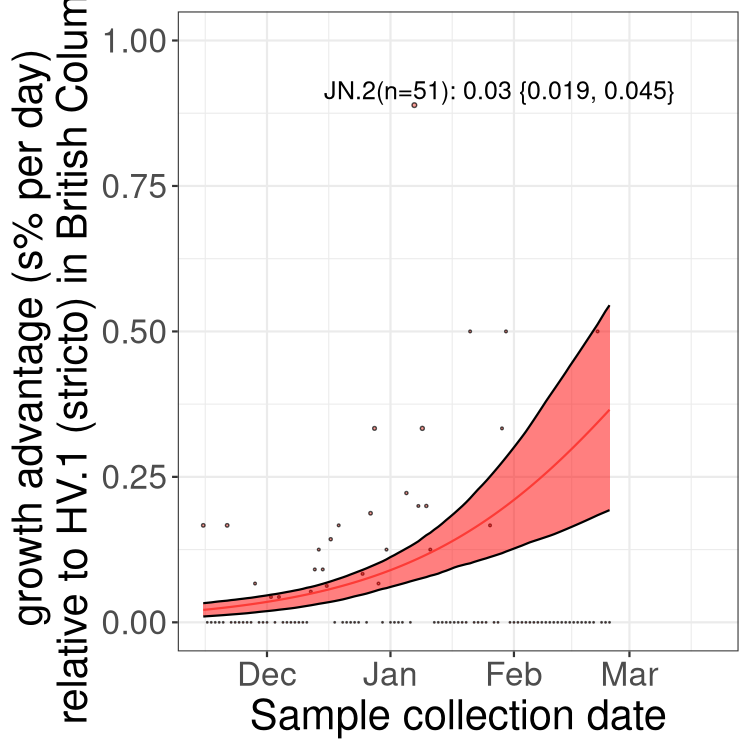 growth advantage (s% per day)
relative to HV.1 (stricto) in British Colum
1.00
0.75
0.50
0.25
0.00
JN.2(n=51): 0.03 {0.019, 0.045}
Dec Jan Feb Mar
Sample collection date